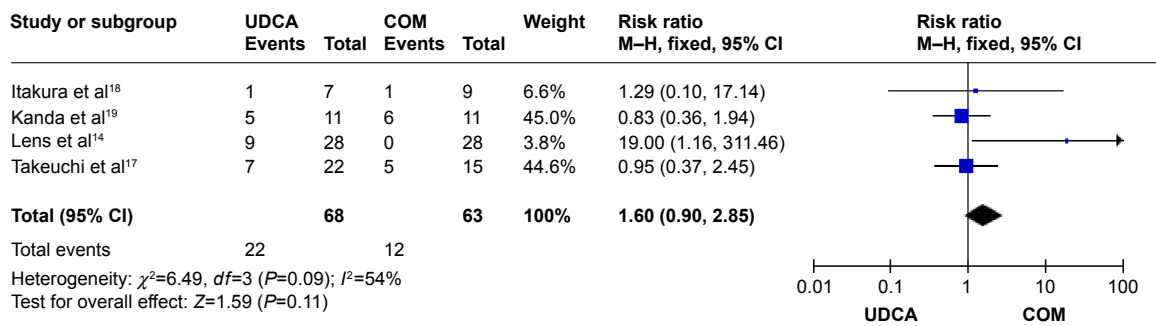 Study or subgroup UDCA COM Weight Risk ratio Risk ratio
Events Total Events Total M–H, fixed, 95% CI M–H, fixed, 95% CI
Itakura et al¹⁸ 1 7 1 9 6.6% 1.29 (0.10, 17.14)
Kanda et al¹⁹ 5 11 6 11 45.0% 0.83 (0.36, 1.94)
Lens et al¹⁴ 9 28 0 28 3.8% 19.00 (1.16, 311.46)
Takeuchi et al¹⁷ 7 22 5 15 44.6% 0.95 (0.37, 2.45)
Total (95% CI) 68 63 100% 1.60 (0.90, 2.85)
Total events 22 12
Heterogeneity: χ²=6.49, df=3 (P=0.09); I²=54%
Test for overall effect: Z=1.59 (P=0.11)
0.01 0.1 1 10 100
UDCA COM